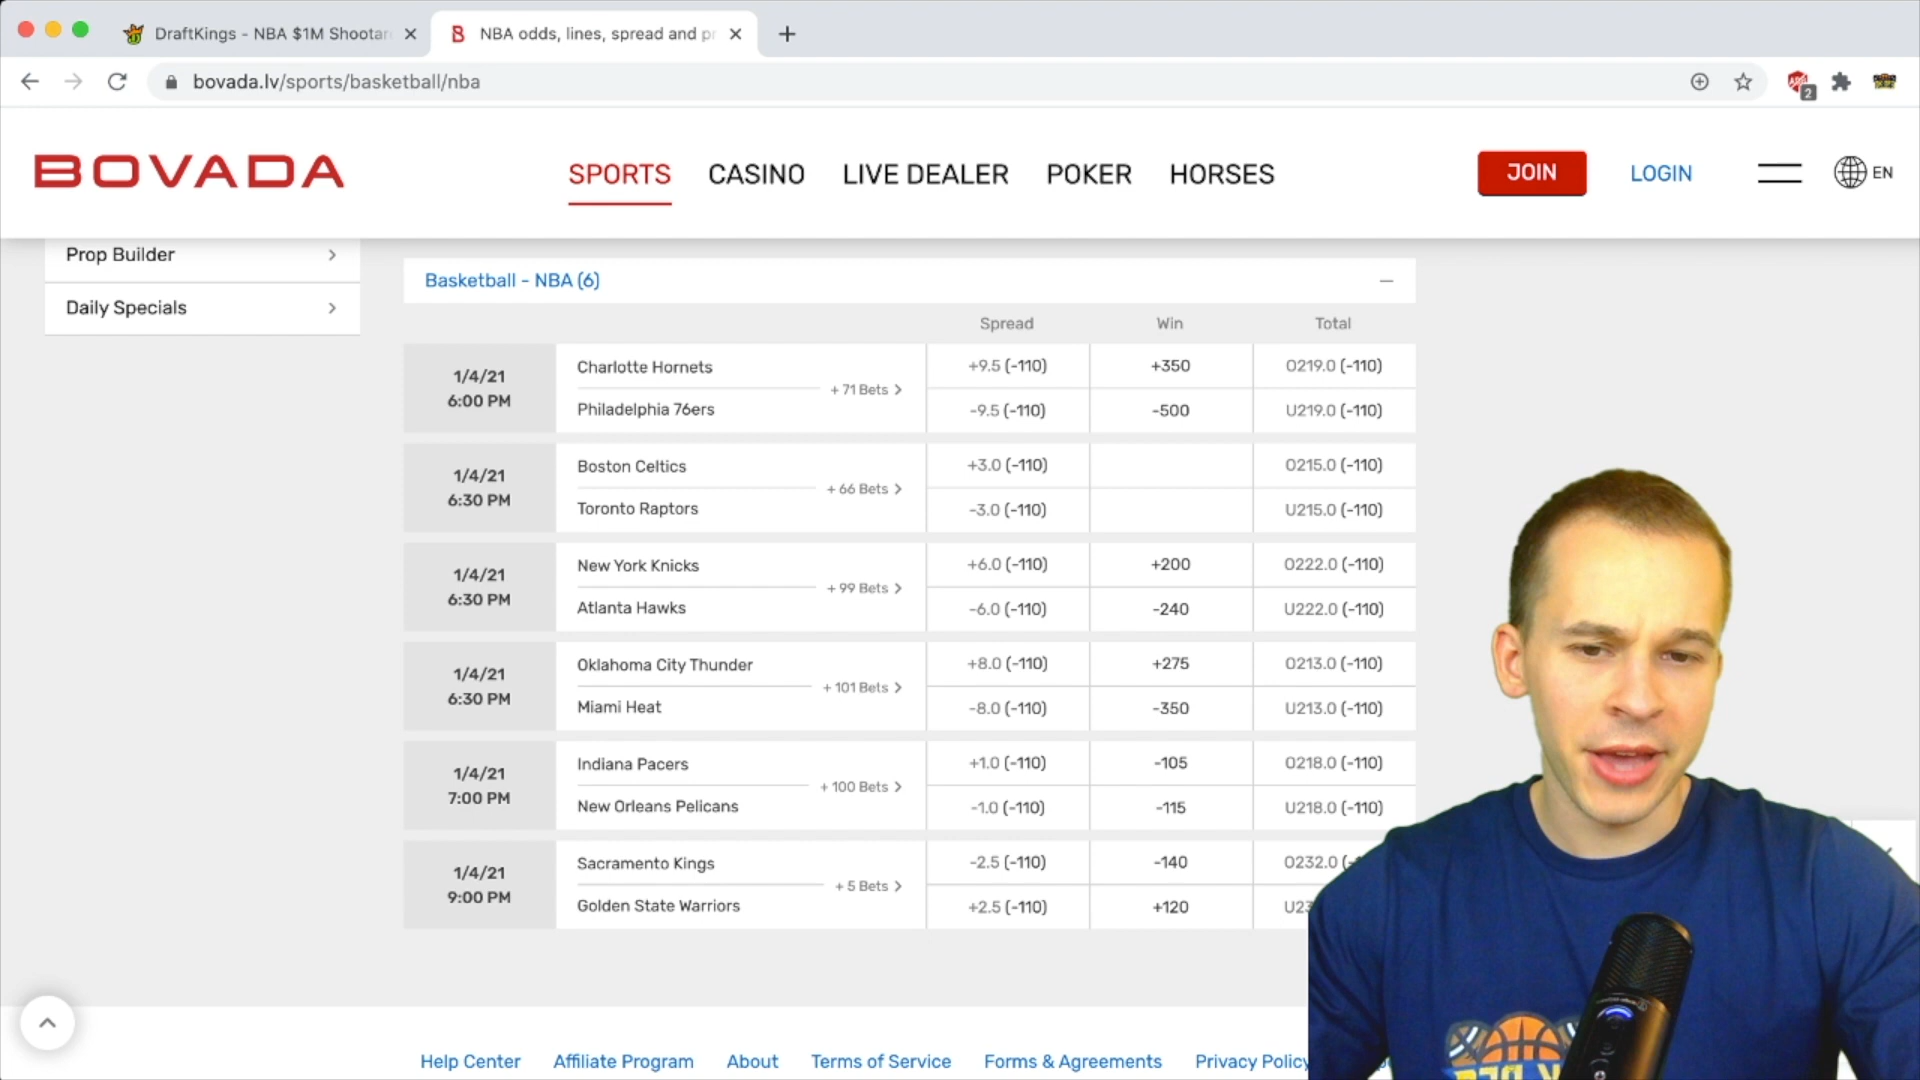 DraftKings - NBA $1M Shootar
NBA odds, lines, spread and pr
bovada.lv/sports/basketball/nba
2
BOVADA
SPORTS
CASINO
LIVE DEALER
POKER
HORSES
JOIN
LOGIN
EN
Prop Builder
Daily Specials
Basketball - NBA (6)
Spread
Win
Total
1/4/21
6:00 PM
Charlotte Hornets
Philadelphia 76ers
+ 71 Bets
+9.5 (-110)
+350
O219.0 (-110)
-9.5 (-110)
-500
U219.0 (-110)
1/4/21
6:30 PM
Boston Celtics
Toronto Raptors
+ 66 Bets
+3.0 (-110)
O215.0 (-110)
-3.0 (-110)
U215.0 (-110)
1/4/21
6:30 PM
New York Knicks
Atlanta Hawks
+ 99 Bets
+6.0 (-110)
+200
O222.0 (-110)
-6.0 (-110)
-240
U222.0 (-110)
1/4/21
6:30 PM
Oklahoma City Thunder
Miami Heat
+ 101 Bets
+8.0 (-110)
+275
O213.0 (-110)
-8.0 (-110)
-350
U213.0 (-110)
1/4/21
7:00 PM
Indiana Pacers
New Orleans Pelicans
+ 100 Bets
+1.0 (-110)
-105
O218.0 (-110)
-1.0 (-110)
-115
U218.0 (-110)
1/4/21
9:00 PM
Sacramento Kings
Golden State Warriors
+ 5 Bets
-2.5 (-110)
-140
O232.0
+2.5 (-110)
+120
Help Center
Affiliate Program
About
Terms of Service
Forms & Agreements
Privacy Policy